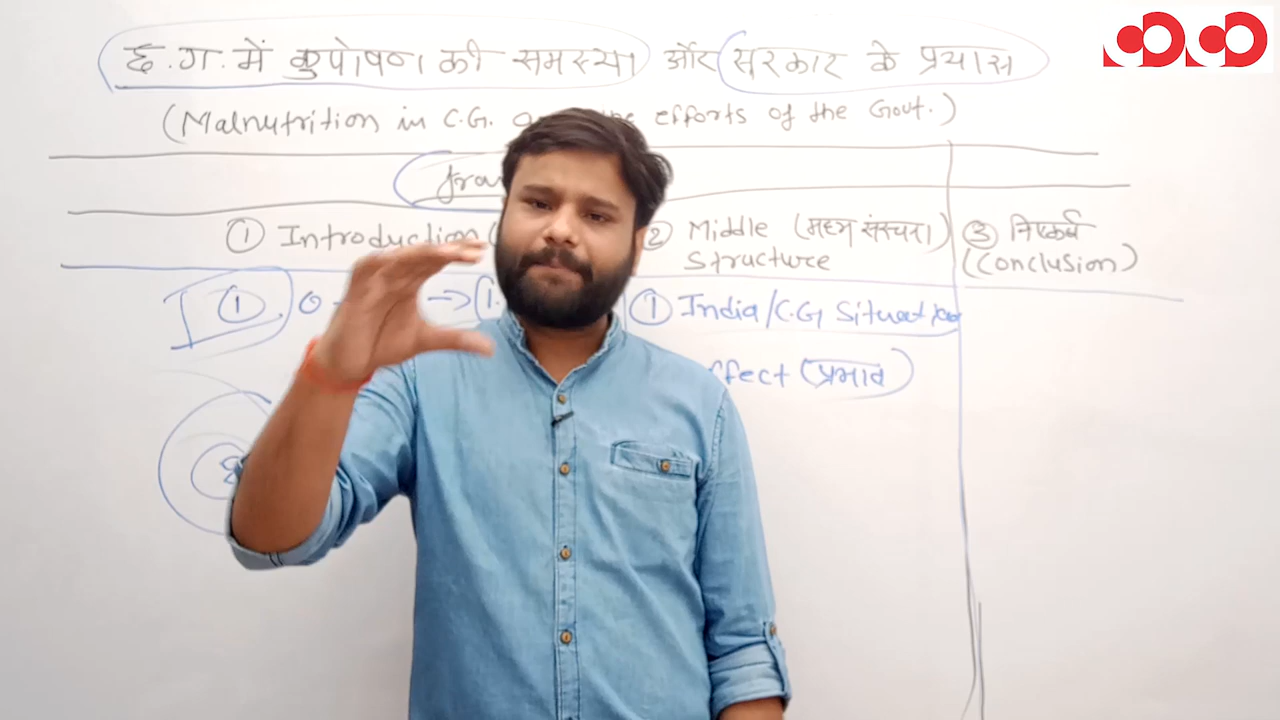 छ.ग. में कुपोषण की समस्या और सरकार के प्रयास
(Malnutrition in C.G. efforts of the Govt.)
① Introduction ② Middle (मध्य संरचना) ③ निष्कर्ष
Structure (Conclusion)
① → ① India/C.G Situation
(प्रभाव)